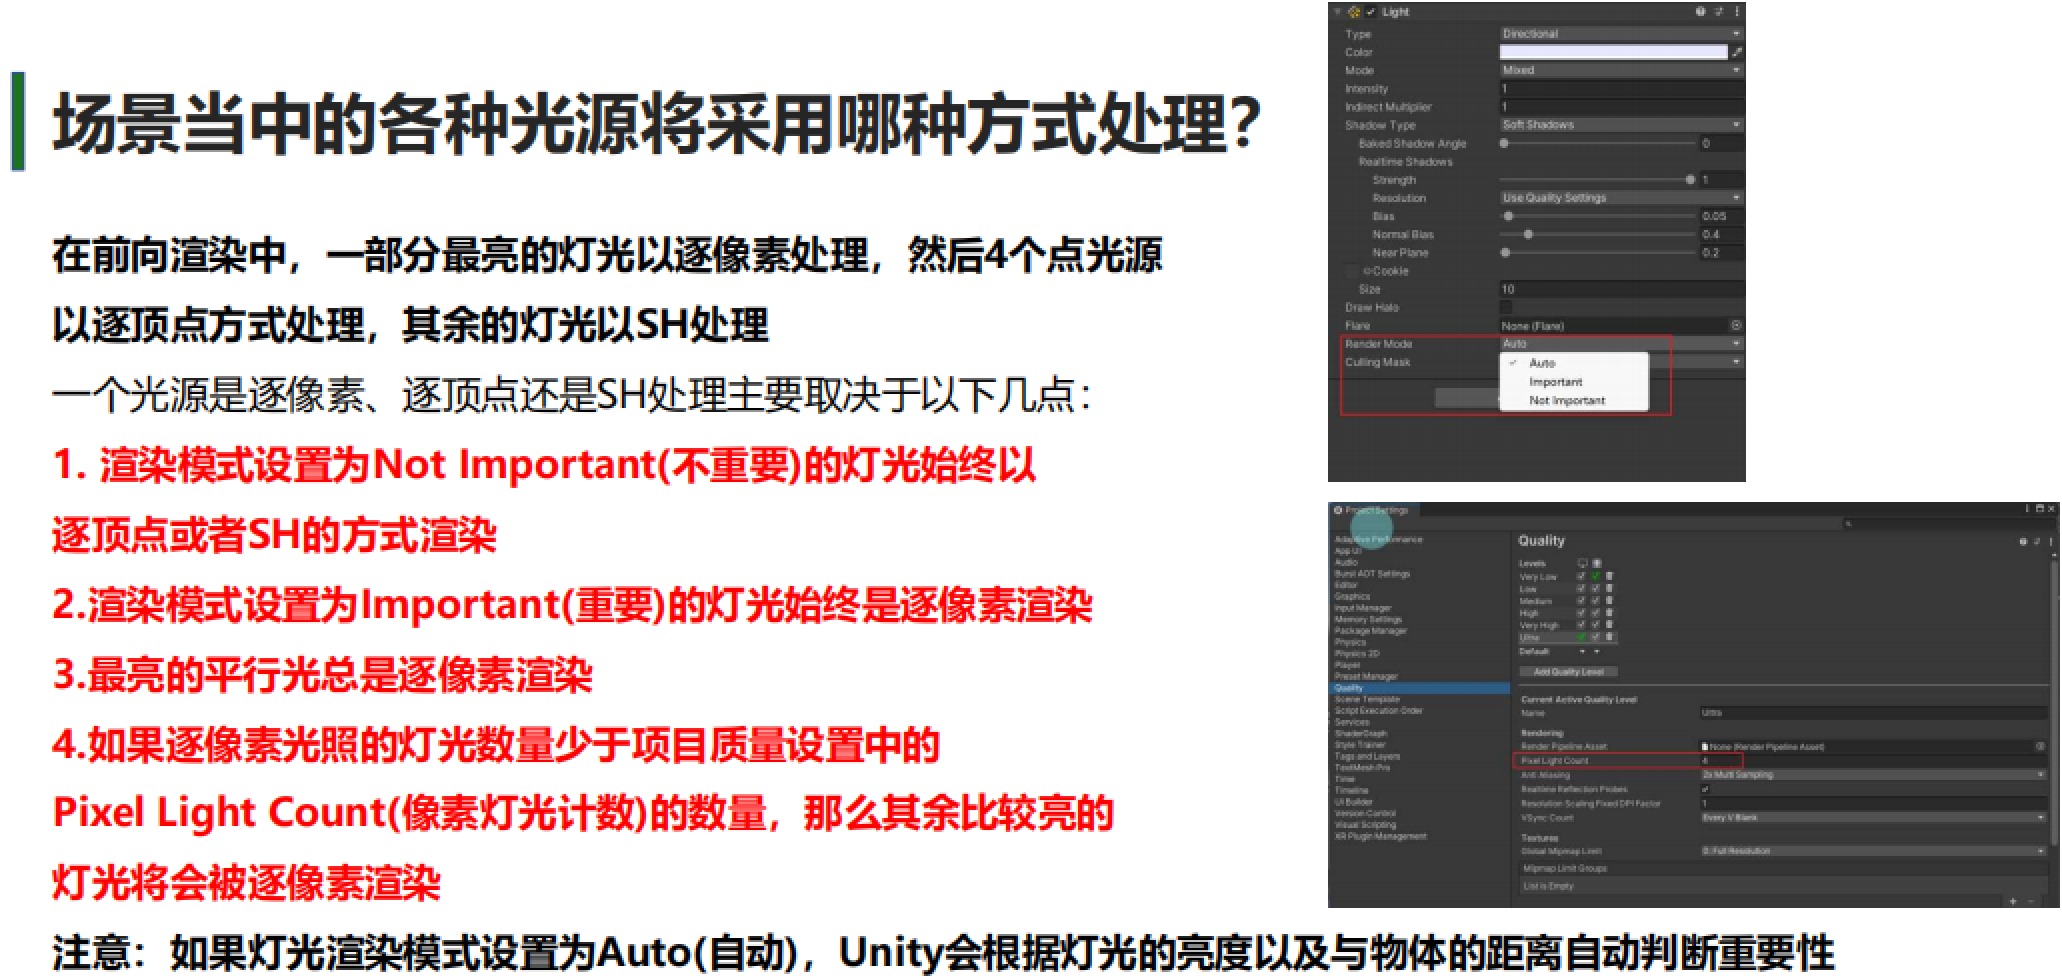 场景当中的各种光源将采用哪种方式处理？
在前向渲染中，一部分最亮的灯光以逐像素处理，然后4个点光源
以逐顶点方式处理，其余的灯光以SH处理
一个光源是逐像素、逐顶点还是SH处理主要取决于以下几点：
1. 渲染模式设置为Not Important(不重要)的灯光始终以
逐顶点或者SH的方式渲染
2.渲染模式设置为Important(重要)的灯光始终是逐像素渲染
3.最亮的平行光总是逐像素渲染
4.如果逐像素光照的灯光数量少于项目质量设置中的
Pixel Light Count(像素灯光计数)的数量，那么其余比较亮的
灯光将会被逐像素渲染
注意：如果灯光渲染模式设置为Auto(自动)，Unity会根据灯光的亮度以及与物体的距离自动判断重要性
Light
Type Directional
Color
Mode Mixed
Intensity 1
Indirect Multiplier 1
Shadow Type Soft Shadows
Baked Shadow Angle 0
Realtime Shadows
Strength 1
Resolution Use Quality Settings
Bias 0.05
Normal Bias 0.4
Near Plane 0.2
Cookie
Size 10
Draw Halo
Flare None (Flare)
Render Mode Auto
Culling Mask
Auto
Important
Not Important
Project Settings
Adaptive Performance
App UI
Audio
Burst AOT Settings
Editor
Graphics
Input Manager
Memory Settings
Package Manager
Physics
Physics 2D
Player
Preset Manager
Quality
Scene Template
Script Execution Order
Services
ShaderGraph
Style Trainer
Tags and Layers
TextMesh Pro
Time
Timeline
UI Builder
Version Control
Visual Scripting
XR Plugin Management
Quality
Levels
Very Low
Low
Medium
High
Very High
Ultra
Default
Add Quality Level
Current Active Quality Level
Name Ultra
Rendering
Render Pipeline Asset None (Render Pipeline Asset)
Pixel Light Count 4
Anti Aliasing 2x Multi Sampling
Realtime Reflection Probes
Resolution Scaling Fixed DPI Factor 1
VSync Count Every V Blank
Textures
Global Mipmap Limit 0: Full Resolution
Mipmap Limit Groups
List is Empty